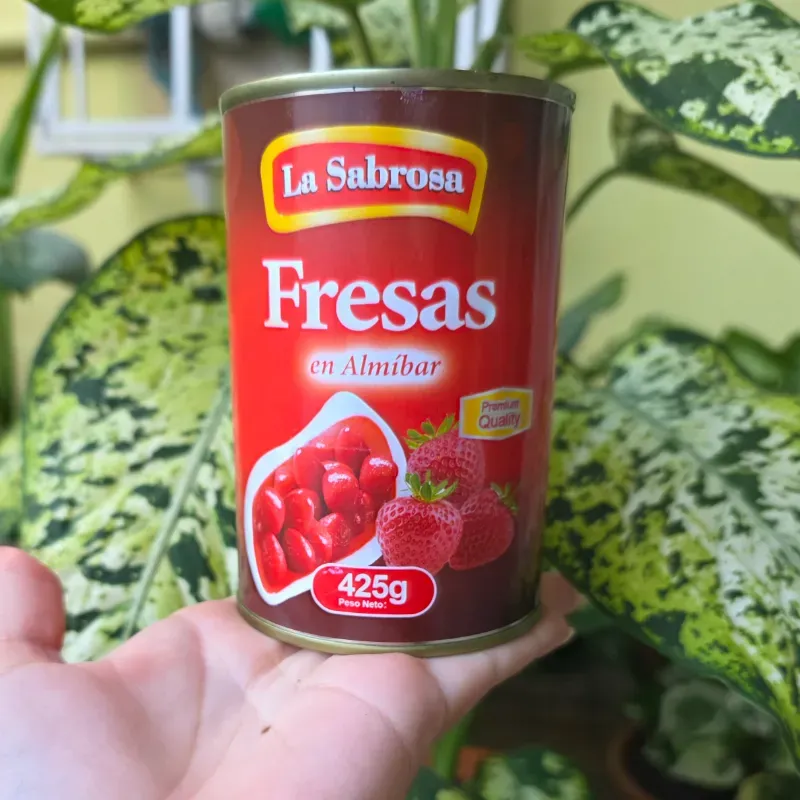 La Sabrosa
Fresas
en Almíbar
Premium
Quality
425g
Peso Neto: